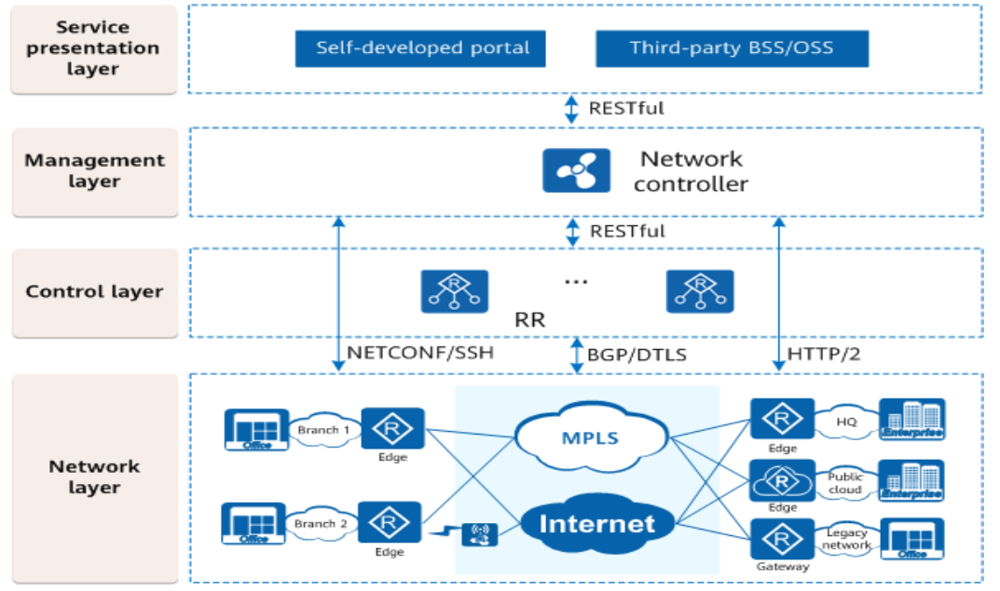 Service
presentation
layer
Self-developed portal
Third-party BSS/OSS
RESTful
Management
layer
Network
controller
RESTful
Control layer
R
...
R
RR
NETCONF/SSH
BGP/DTLS
HTTP/2
Network
layer
Office
Branch 1
R
Edge
MPLS
R
Edge
HQ
Enterprise
R
Edge
Public
cloud
Enterprise
Office
Branch 2
R
Edge
Internet
R
Gateway
Legacy
network
Office